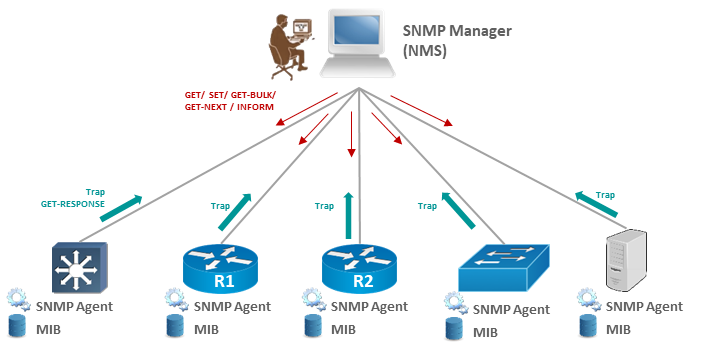 SNMP Manager
(NMS)
GET/ SET/ GET-BULK/
GET-NEXT / INFORM
Trap
GET-RESPONSE
Trap
Trap
Trap
Trap
R1
R2
SNMP Agent
MIB
SNMP Agent
MIB
SNMP Agent
MIB
SNMP Agent
MIB
SNMP Agent
MIB